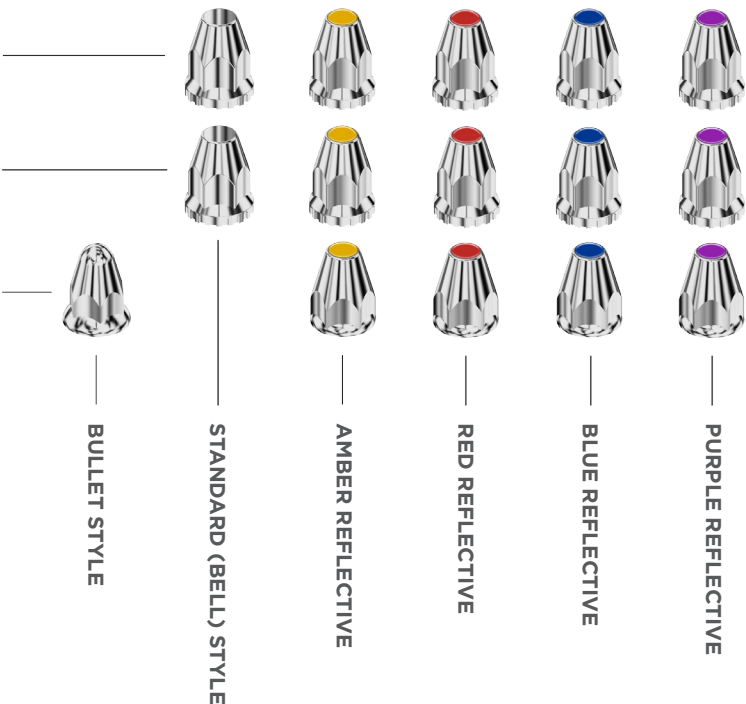 BULLET STYLE
STANDARD (BELL) STYLE
AMBER REFLECTIVE
RED REFLECTIVE
BLUE REFLECTIVE
PURPLE REFLECTIVE